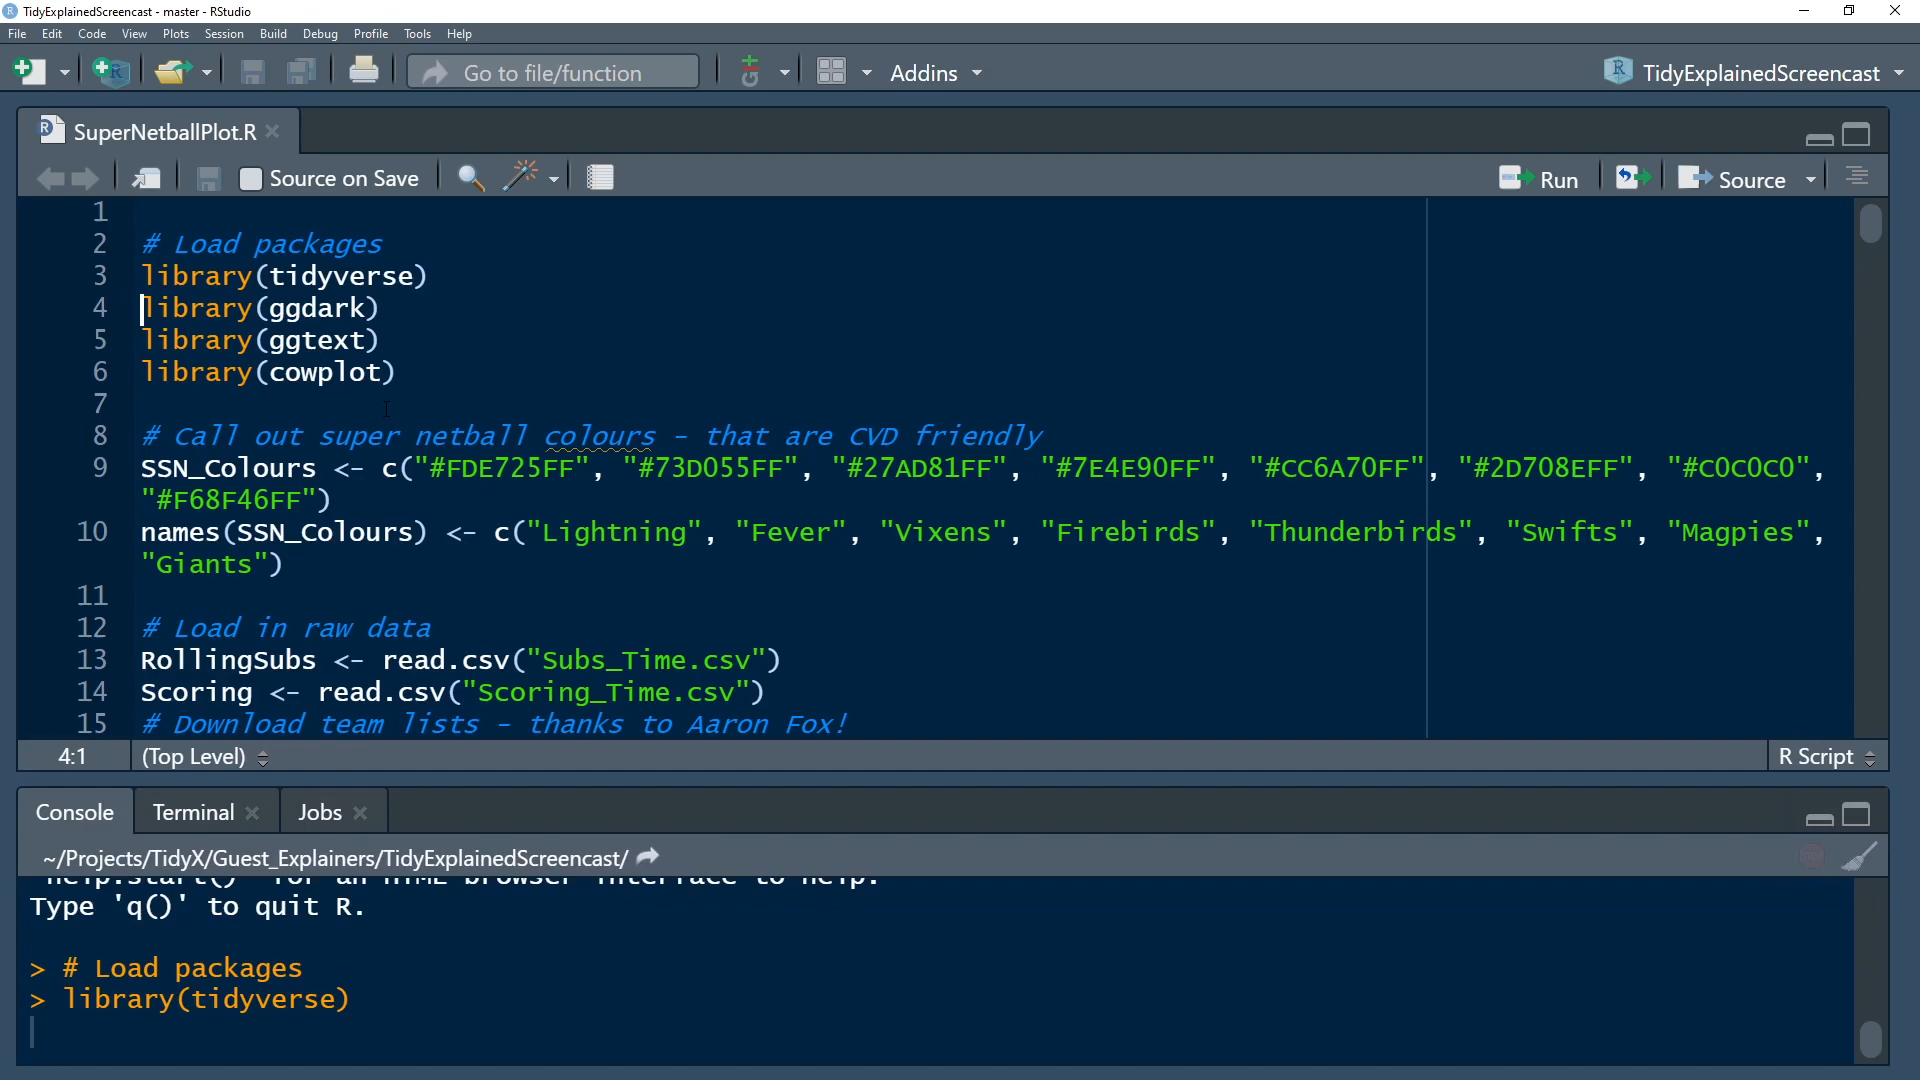 TidyExplainedScreencast - master - RStudio
File Edit Code View Plots Session Build Debug Profile Tools Help
Go to file/function Addins TidyExplainedScreencast
SuperNetballPlot.R
Source on Save Run Source
1
2 # Load packages
3 library(tidyverse)
4 library(ggdark)
5 library(ggtext)
6 library(cowplot)
7
8 # Call out super netball colours - that are CVD friendly
9 SSN_Colours <- c("#FDE725FF", "#73D055FF", "#27AD81FF", "#7E4E90FF", "#CC6A70FF", "#2D708EFF", "#C0C0C0",
"#F68F46FF")
10 names(SSN_Colours) <- c("Lightning", "Fever", "Vixens", "Firebirds", "Thunderbirds", "Swifts", "Magpies",
"Giants")
11
12 # Load in raw data
13 RollingSubs <- read.csv("Subs_Time.csv")
14 Scoring <- read.csv("Scoring_Time.csv")
15 # Download team lists - thanks to Aaron Fox!
4:1 (Top Level) R Script
Console Terminal Jobs
~/Projects/TidyX/Guest_Explainers/TidyExplainedScreencast/
'help.start()' for an HTML browser interface to help.
Type 'q()' to quit R.
> # Load packages
> library(tidyverse)